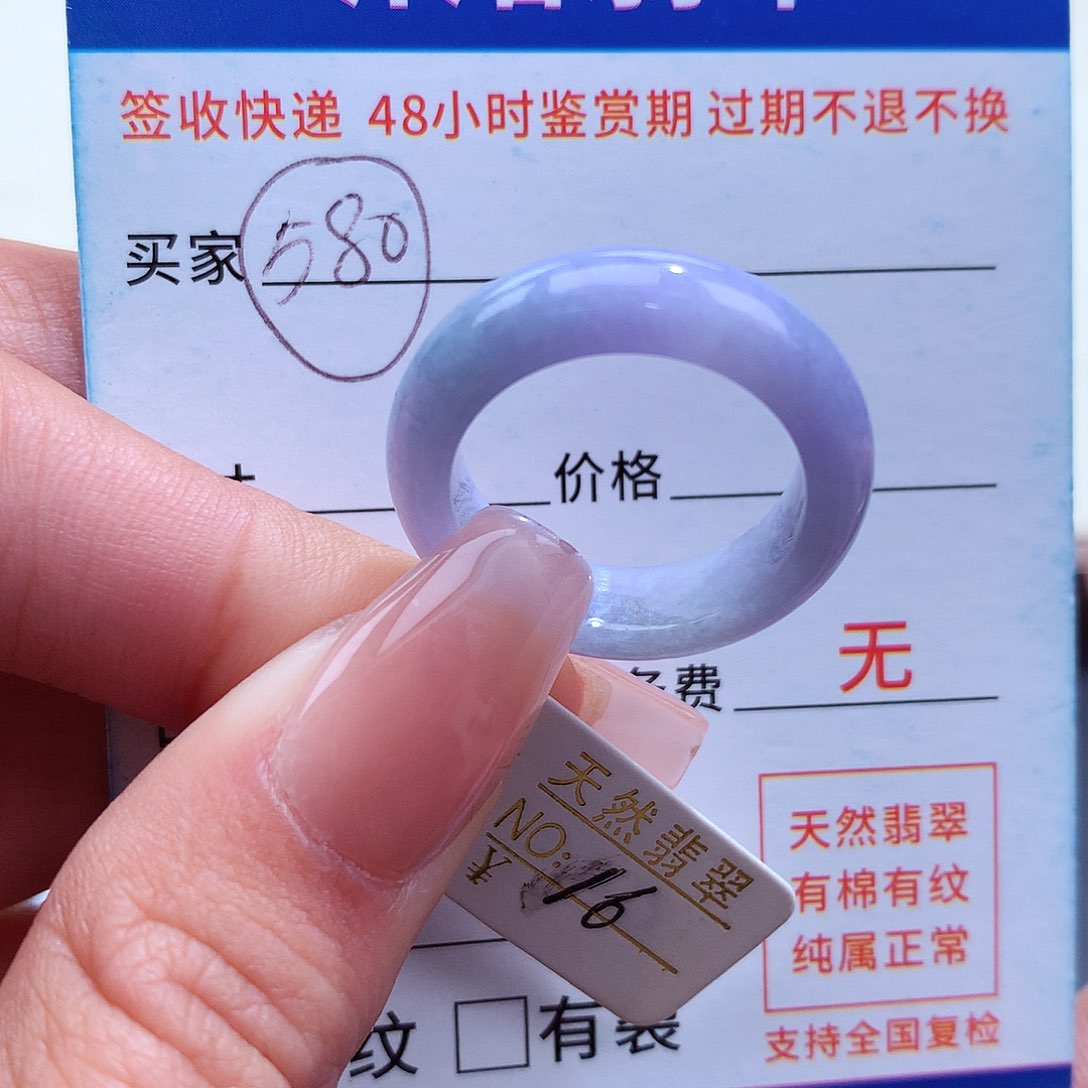 签收快递 48小时鉴赏期 过期不退不换
买家 580
价格
费 无
天然翡翠
NO: 16
天然翡翠
有棉有纹
纯属正常
纹 □有裂
支持全国复检